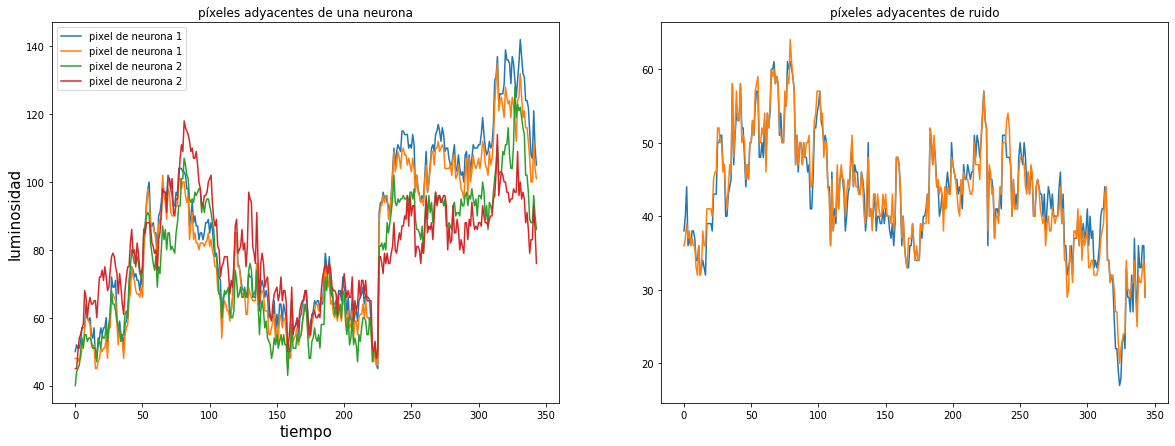 píxeles adyacentes de una neurona
píxeles adyacentes de ruido
pixel de neurona 1
pixel de neurona 1
pixel de neurona 2
pixel de neurona 2
luminosidad
140
120
100
80
60
40
0 50 100 150 200 250 300 350
tiempo
60
50
40
30
20
0 50 100 150 200 250 300 350